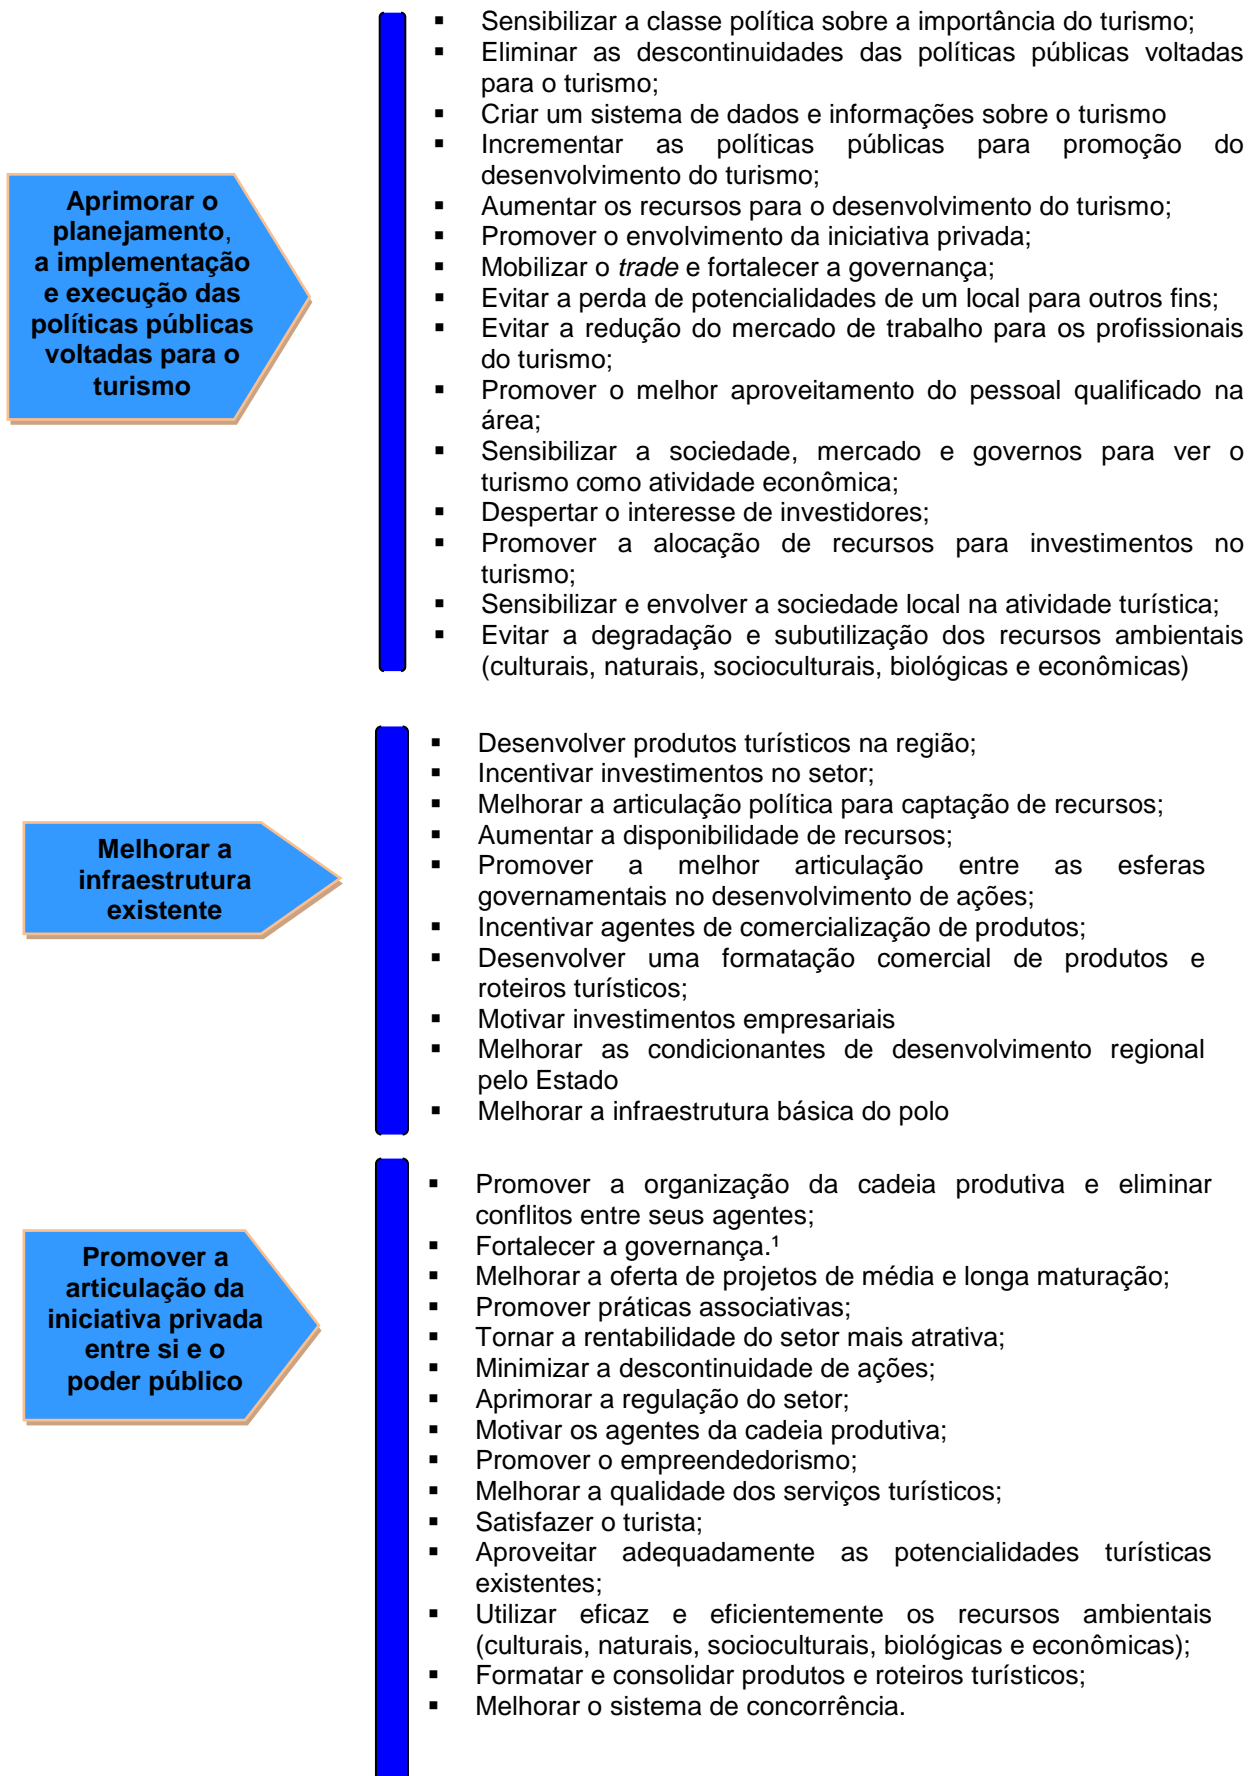 Aprimorar o
planejamento,
a implementação
e execução das
políticas públicas
voltadas para o
turismo
▪ Sensibilizar a classe política sobre a importância do turismo;
▪ Eliminar as descontinuidades das políticas públicas voltadas
para o turismo;
▪ Criar um sistema de dados e informações sobre o turismo
▪ Incrementar as políticas públicas para promoção do
desenvolvimento do turismo;
▪ Aumentar os recursos para o desenvolvimento do turismo;
▪ Promover o envolvimento da iniciativa privada;
▪ Mobilizar o trade e fortalecer a governança;
▪ Evitar a perda de potencialidades de um local para outros fins;
▪ Evitar a redução do mercado de trabalho para os profissionais
do turismo;
▪ Promover o melhor aproveitamento do pessoal qualificado na
área;
▪ Sensibilizar a sociedade, mercado e governos para ver o
turismo como atividade econômica;
▪ Despertar o interesse de investidores;
▪ Promover a alocação de recursos para investimentos no
turismo;
▪ Sensibilizar e envolver a sociedade local na atividade turística;
▪ Evitar a degradação e subutilização dos recursos ambientais
(culturais, naturais, socioculturais, biológicas e econômicas)
Melhorar a
infraestrutura
existente
▪ Desenvolver produtos turísticos na região;
▪ Incentivar investimentos no setor;
▪ Melhorar a articulação política para captação de recursos;
▪ Aumentar a disponibilidade de recursos;
▪ Promover a melhor articulação entre as esferas
governamentais no desenvolvimento de ações;
▪ Incentivar agentes de comercialização de produtos;
▪ Desenvolver uma formatação comercial de produtos e
roteiros turísticos;
▪ Motivar investimentos empresariais
▪ Melhorar as condicionantes de desenvolvimento regional
pelo Estado
▪ Melhorar a infraestrutura básica do polo
Promover a
articulação da
iniciativa privada
entre si e o
poder público
▪ Promover a organização da cadeia produtiva e eliminar
conflitos entre seus agentes;
▪ Fortalecer a governança.¹
▪ Melhorar a oferta de projetos de média e longa maturação;
▪ Promover práticas associativas;
▪ Tornar a rentabilidade do setor mais atrativa;
▪ Minimizar a descontinuidade de ações;
▪ Aprimorar a regulação do setor;
▪ Motivar os agentes da cadeia produtiva;
▪ Promover o empreendedorismo;
▪ Melhorar a qualidade dos serviços turísticos;
▪ Satisfazer o turista;
▪ Aproveitar adequadamente as potencialidades turísticas
existentes;
▪ Utilizar eficaz e eficientemente os recursos ambientais
(culturais, naturais, socioculturais, biológicas e econômicas);
▪ Formatar e consolidar produtos e roteiros turísticos;
▪ Melhorar o sistema de concorrência.